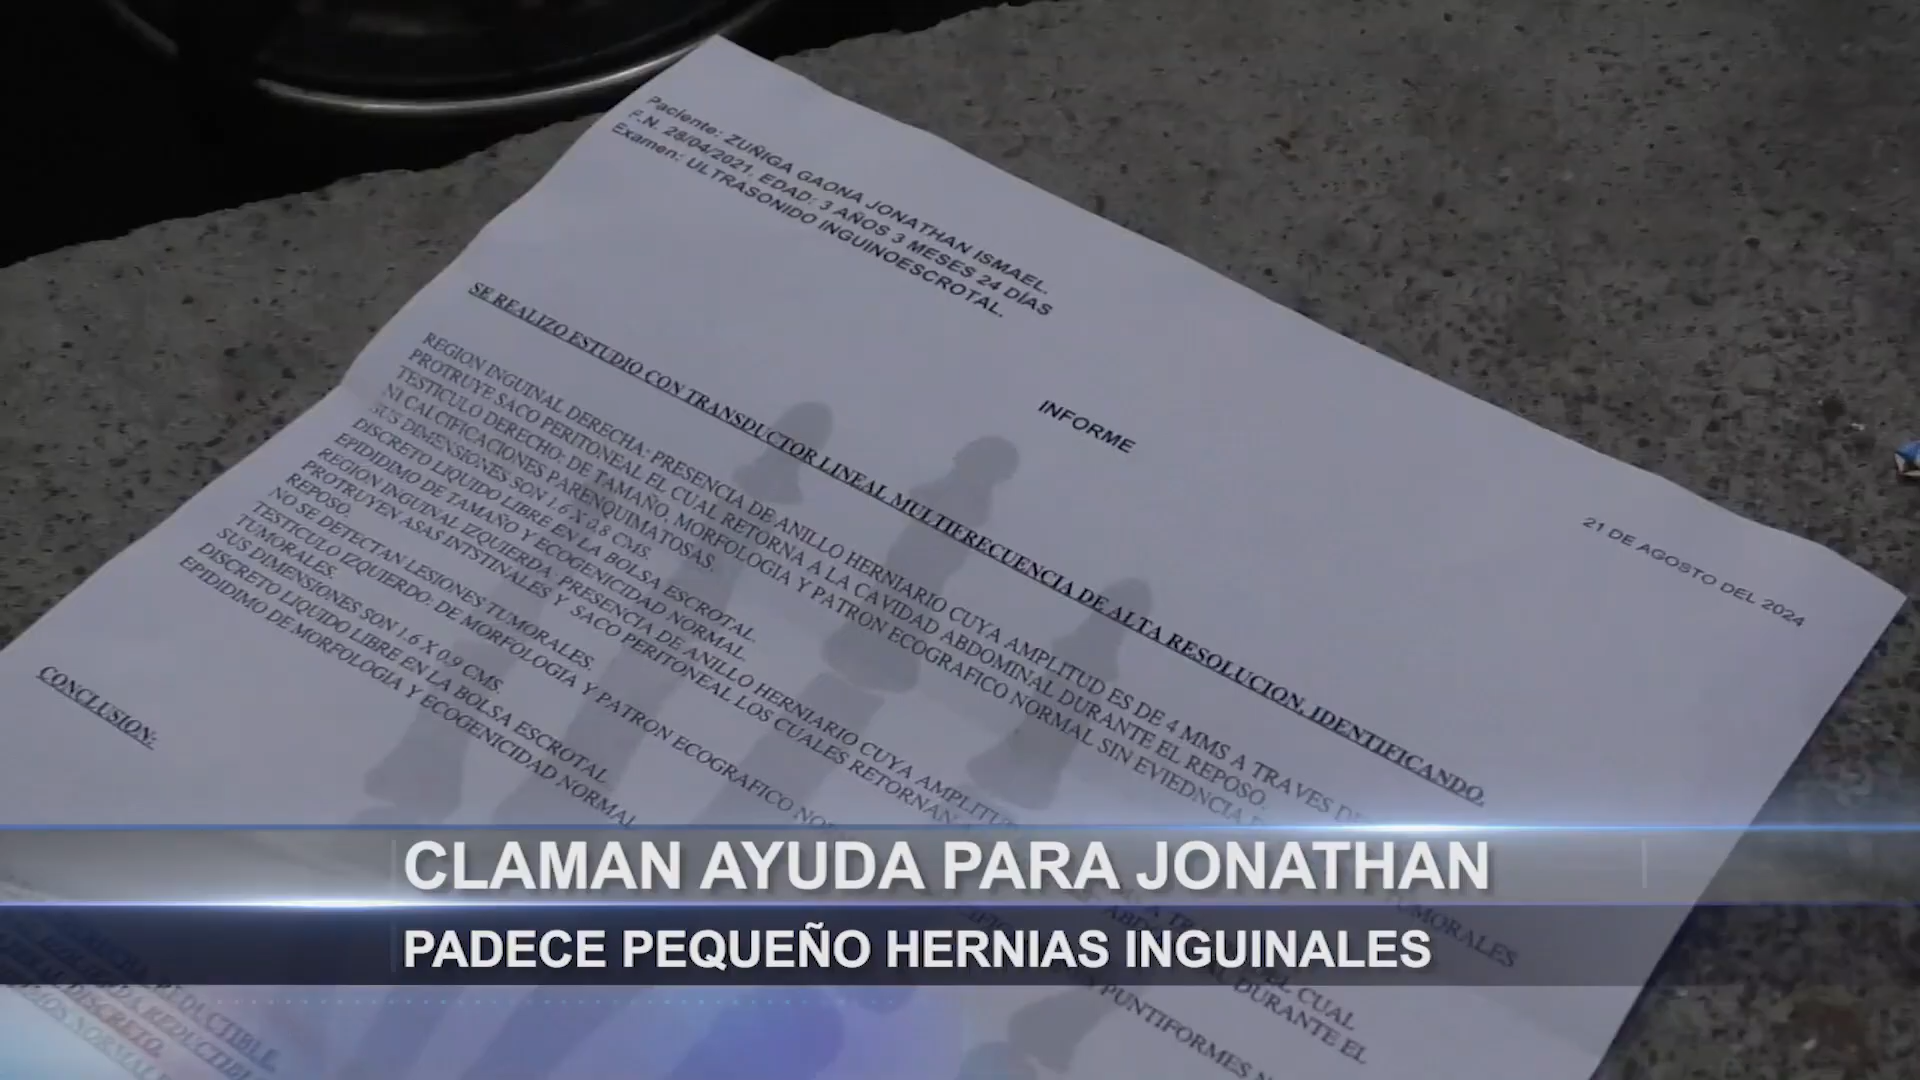 Paciente: ZUÑIGA GAONA JONATHAN ISMAEL.
F.N. 28/04/2021. EDAD: 3 AÑOS 3 MESES 24 DÍAS
Examen: ULTRASONIDO INGUINOESCROTAL.
INFORME
21 DE AGOSTO DEL 2024
SE REALIZO ESTUDIO CON TRANSDUCTOR LINEAL MULTIFRECUENCIA DE ALTA RESOLUCION, IDENTIFICANDO.
REGION INGUINAL DERECHA: PRESENCIA DE ANILLO HERNIARIO CUYA AMPLITUD ES DE 4 MMS A TRAVES DE
PROTRUYE SACO PERITONEAL EL CUAL RETORNA A LA CAVIDAD ABDOMINAL DURANTE EL REPOSO.
TESTICULO DERECHO: DE TAMAÑO, MORFOLOGIA Y PATRON ECOGRAFICO NORMAL SIN EVIEDNCIA
NI CALCIFICACIONES PARENQUIMATOSAS.
SUS DIMENSIONES SON 1.6 X 0.8 CMS.
DISCRETO LIQUIDO LIBRE EN LA BOLSA ESCROTAL
EPIDIDIMO DE TAMAÑO Y ECOGENICIDAD NORMAL.
REGION INGUINAL IZQUIERDA: PRESENCIA DE ANILLO HERNIARIO CUYA AMPLITUD
PROTRUYEN ASAS INTSTINALES Y SACO PERITONEAL LOS CUALES RETORNAN A
REPOSO.
NO SE DETECTAN LESIONES TUMORALES.
TESTICULO IZQUIERDO: DE MORFOLOGIA Y PATRON ECOGRAFICO
TUMORALES.
SUS DIMENSIONES SON 1.6 X 0.9 CMS.
DISCRETO LIQUIDO LIBRE EN LA BOLSA ESCROTAL
EPIDIDIMO DE MORFOLOGIA Y ECOGENICIDAD NORMAL
TUMORALES
EL CUAL
DURANTE EL
PUNTIFORMES
CONCLUSION:
CLAMAN AYUDA PARA JONATHAN
PADECE PEQUEÑO HERNIAS INGUINALES